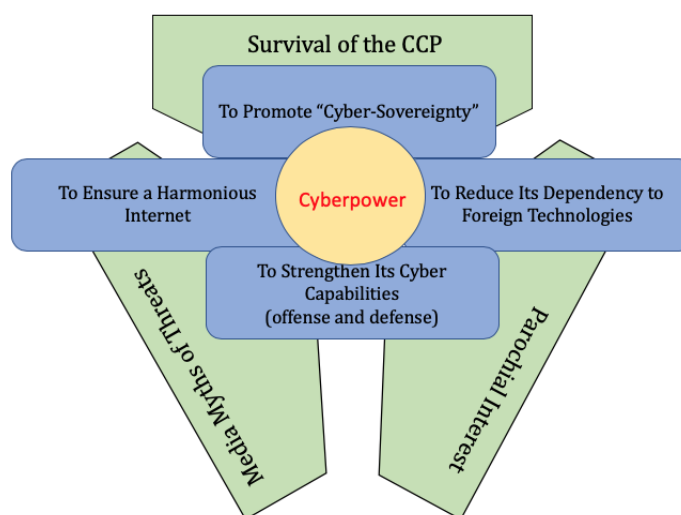 Survival of the CCP
To Promote “Cyber-Sovereignty”
To Ensure a Harmonious
Internet
Cyberpower
To Reduce Its Dependency to
Foreign Technologies
To Strengthen Its Cyber
Capabilities
(offense and defense)
Media Myths of Threats
Parochial Interest